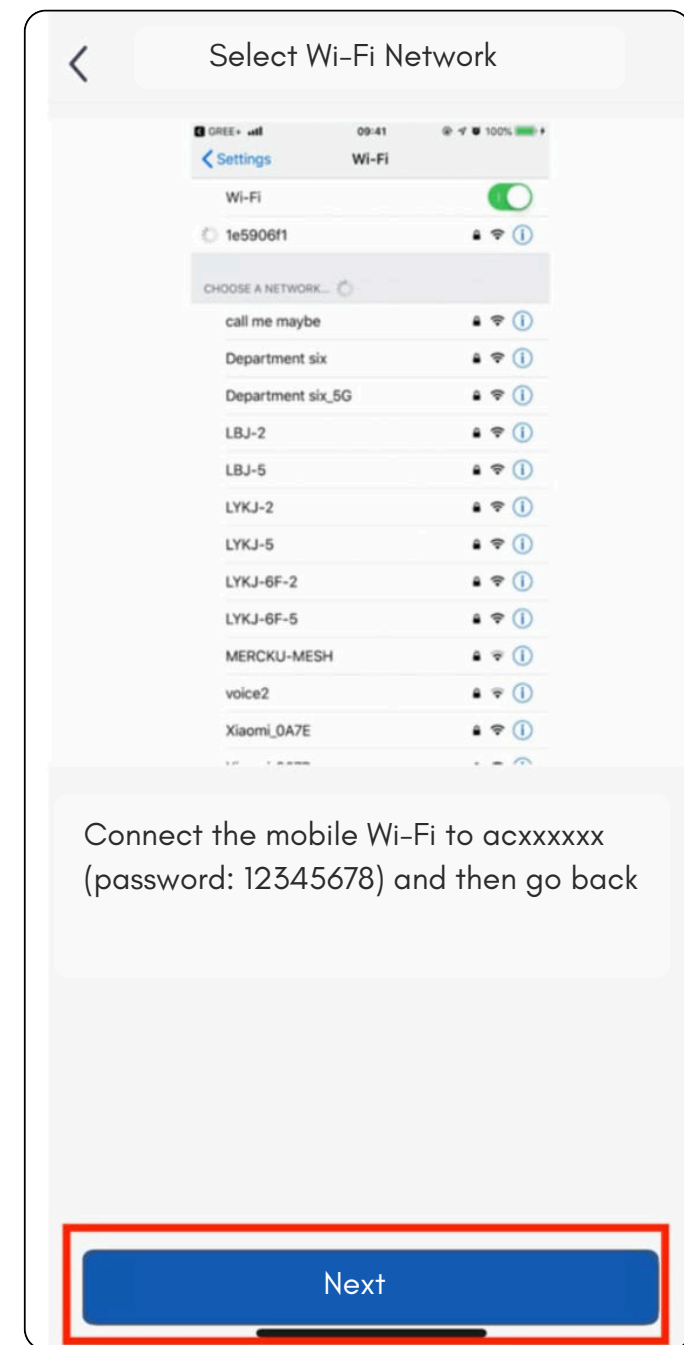 Select Wi-Fi Network
GREE+ 09:41 100%
Settings Wi-Fi
Wi-Fi
1e5906f1
CHOOSE A NETWORK...
call me maybe
Department six
Department six_5G
LBJ-2
LBJ-5
LYKJ-2
LYKJ-5
LYKJ-6F-2
LYKJ-6F-5
MERCKU-MESH
voice2
Xiaomi_0A7E
Connect the mobile Wi-Fi to acxxxxxx
(password: 12345678) and then go back
Next